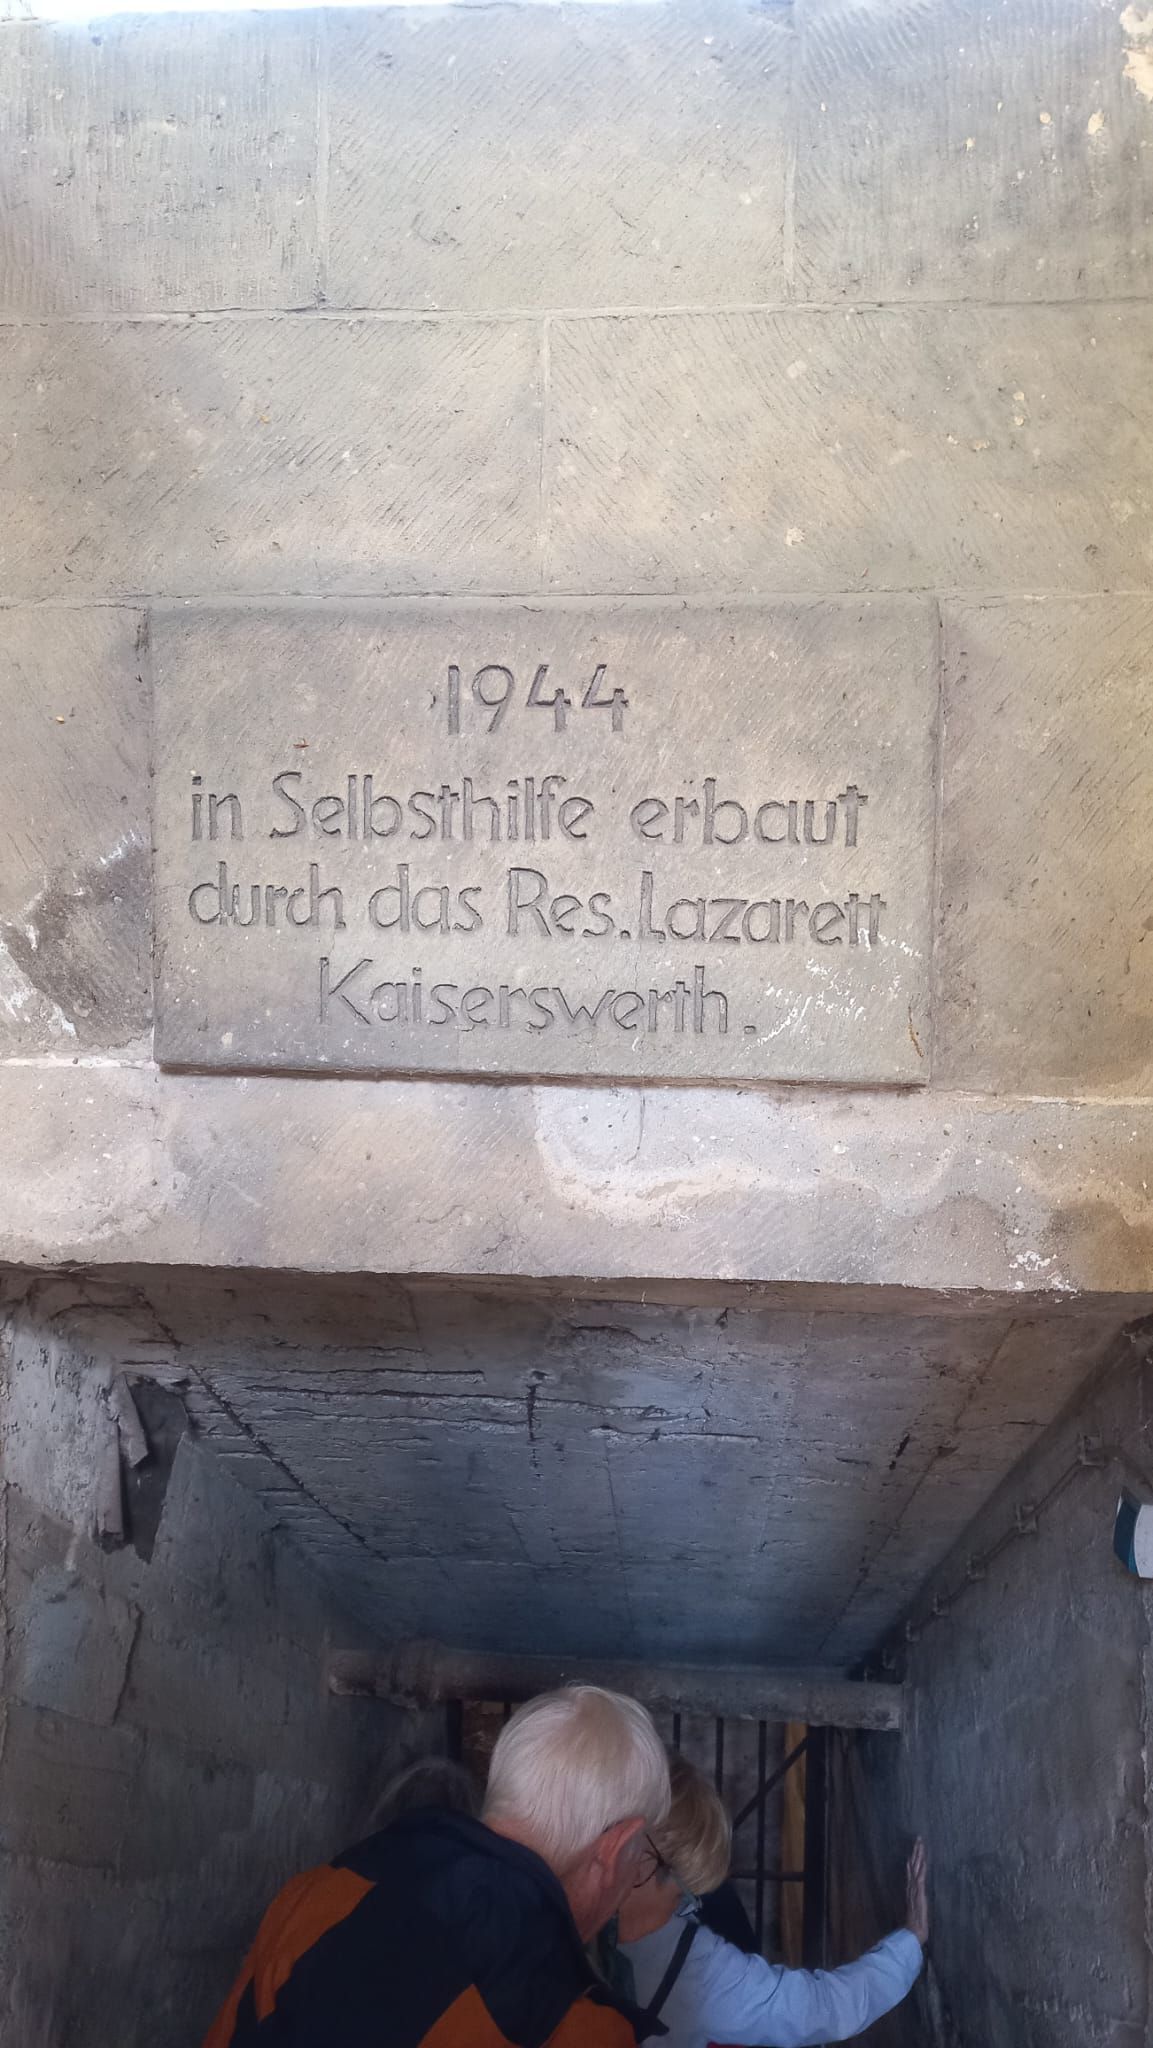 1944
in Selbsthilfe erbaut
durch das Res. Lazarett
Kaiserswerth.